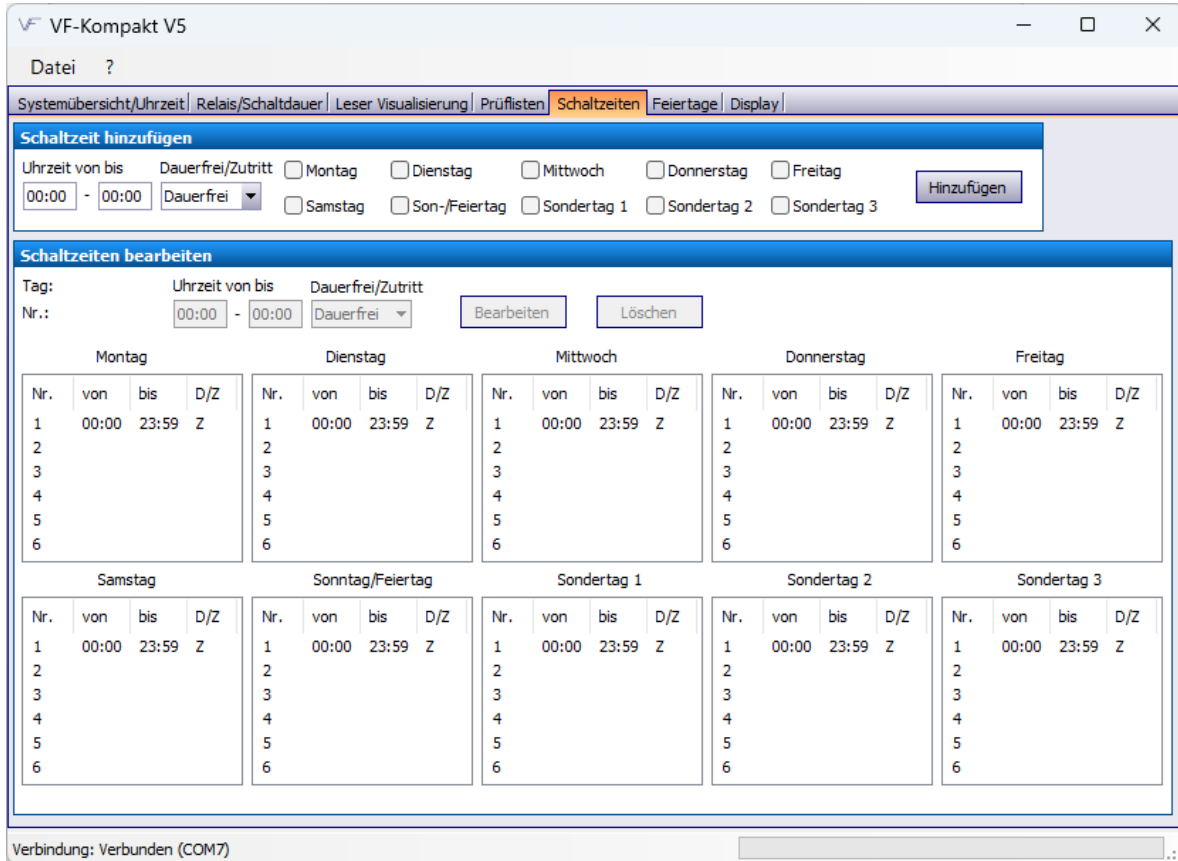 VF VF-Kompakt V5
Datei ?
Systemübersicht/Uhrzeit Relais/Schaltdauer Leser Visualisierung Prüflisten Schaltzeiten Feiertage Display
Schaltzeit hinzufügen
Uhrzeit von bis Dauerfrei/Zutritt Montag Dienstag Mittwoch Donnerstag Freitag
00:00 - 00:00 Dauerfrei Hinzufügen
Samstag Son-/Feiertag Sondertag 1 Sondertag 2 Sondertag 3
Schaltzeiten bearbeiten
Tag: Uhrzeit von bis Dauerfrei/Zutritt
Nr.: 00:00 - 00:00 Dauerfrei Bearbeiten Löschen
Montag Dienstag Mittwoch Donnerstag Freitag
Nr. von bis D/Z Nr. von bis D/Z Nr. von bis D/Z Nr. von bis D/Z Nr. von bis D/Z
1 00:00 23:59 Z 1 00:00 23:59 Z 1 00:00 23:59 Z 1 00:00 23:59 Z 1 00:00 23:59 Z
2 2 2 2 2
3 3 3 3 3
4 4 4 4 4
5 5 5 5 5
6 6 6 6 6
Samstag Sonntag/Feiertag Sondertag 1 Sondertag 2 Sondertag 3
Nr. von bis D/Z Nr. von bis D/Z Nr. von bis D/Z Nr. von bis D/Z Nr. von bis D/Z
1 00:00 23:59 Z 1 00:00 23:59 Z 1 00:00 23:59 Z 1 00:00 23:59 Z 1 00:00 23:59 Z
2 2 2 2 2
3 3 3 3 3
4 4 4 4 4
5 5 5 5 5
6 6 6 6 6
Verbindung: Verbunden (COM7)